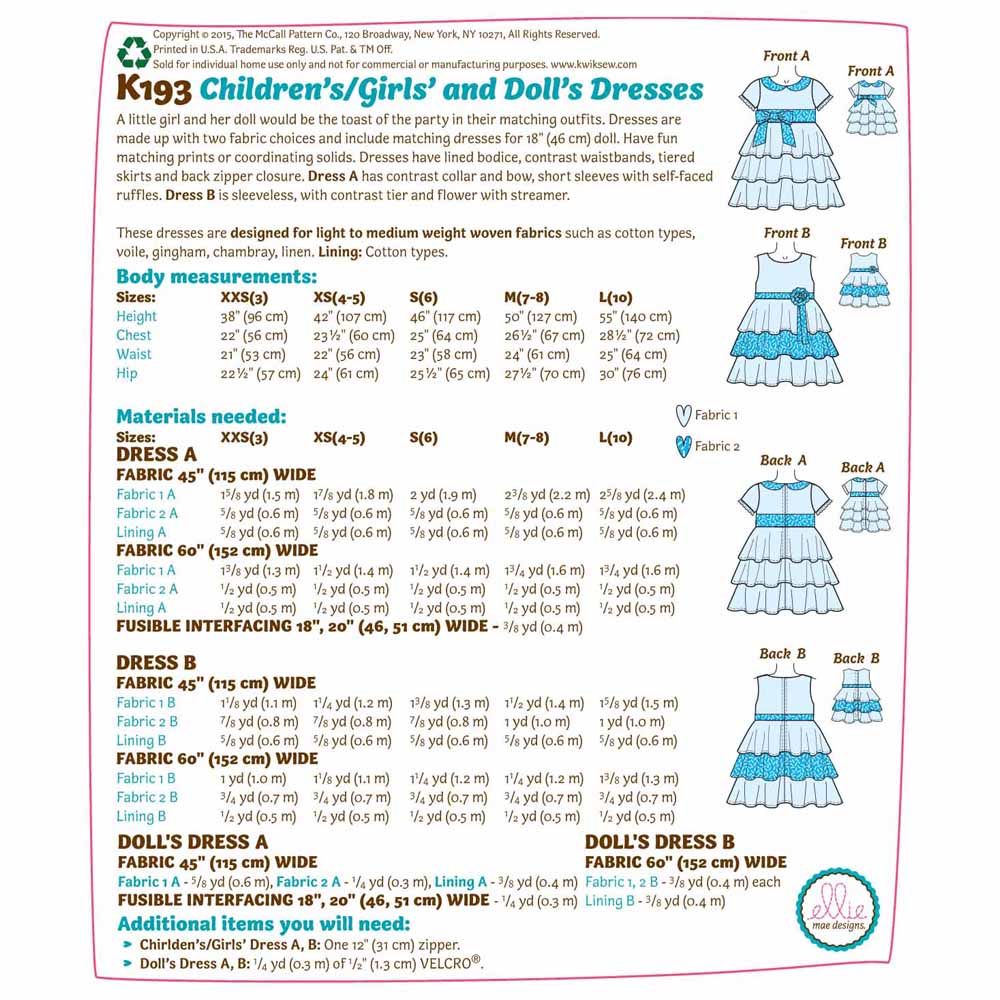 Copyright © 2015, The McCall Pattern Co., 120 Broadway, New York, NY 10271, All Rights Reserved.
Printed in U.S.A. Trademarks Reg. U.S. Pat. & TM Off.
Sold for individual home use only and not for commercial or manufacturing purposes. www.kwiksew.com
K193 Children's/Girls' and Doll's Dresses
A little girl and her doll would be the toast of the party in their matching outfits. Dresses are
made up with two fabric choices and include matching dresses for 18" (46 cm) doll. Have fun
matching prints or coordinating solids. Dresses have lined bodice, contrast waistbands, tiered
skirts and back zipper closure. Dress A has contrast collar and bow, short sleeves with self-faced
ruffles. Dress B is sleeveless, with contrast tier and flower with streamer.
These dresses are designed for light to medium weight woven fabrics such as cotton types,
voile, gingham, chambray, linen. Lining: Cotton types.
Body measurements:
Sizes: XXS(3) XS(4-5) S(6) M(7-8) L(10)
Height 38" (96 cm) 42" (107 cm) 46" (117 cm) 50" (127 cm) 55" (140 cm)
Chest 22" (56 cm) 23½" (60 cm) 25" (64 cm) 26½" (67 cm) 28½" (72 cm)
Waist 21" (53 cm) 22" (56 cm) 23" (58 cm) 24" (61 cm) 25" (64 cm)
Hip 22½" (57 cm) 24" (61 cm) 25½" (65 cm) 27½" (70 cm) 30" (76 cm)
Materials needed:
Sizes: XXS(3) XS(4-5) S(6) M(7-8) L(10)
DRESS A
FABRIC 45" (115 cm) WIDE
Fabric 1 A 1⅝ yd (1.5 m) 1⅞ yd (1.8 m) 2 yd (1.9 m) 2⅜ yd (2.2 m) 2⅝ yd (2.4 m)
Fabric 2 A ⅝ yd (0.6 m) ⅝ yd (0.6 m) ⅝ yd (0.6 m) ⅝ yd (0.6 m) ⅝ yd (0.6 m)
Lining A ⅝ yd (0.6 m) ⅝ yd (0.6 m) ⅝ yd (0.6 m) ⅝ yd (0.6 m) ⅝ yd (0.6 m)
FABRIC 60" (152 cm) WIDE
Fabric 1 A 1⅜ yd (1.3 m) 1½ yd (1.4 m) 1½ yd (1.4 m) 1¾ yd (1.6 m) 1¾ yd (1.6 m)
Fabric 2 A ½ yd (0.5 m) ½ yd (0.5 m) ½ yd (0.5 m) ½ yd (0.5 m) ½ yd (0.5 m)
Lining A ½ yd (0.5 m) ½ yd (0.5 m) ½ yd (0.5 m) ½ yd (0.5 m) ½ yd (0.5 m)
FUSIBLE INTERFACING 18", 20" (46, 51 cm) WIDE - ⅜ yd (0.4 m)
DRESS B
FABRIC 45" (115 cm) WIDE
Fabric 1 B 1⅛ yd (1.1 m) 1¼ yd (1.2 m) 1⅜ yd (1.3 m) 1½ yd (1.4 m) 1⅝ yd (1.5 m)
Fabric 2 B ⅞ yd (0.8 m) ⅞ yd (0.8 m) ⅞ yd (0.8 m) 1 yd (1.0 m) 1 yd (1.0 m)
Lining B ⅝ yd (0.6 m) ⅝ yd (0.6 m) ⅝ yd (0.6 m) ⅝ yd (0.6 m) ⅝ yd (0.6 m)
FABRIC 60" (152 cm) WIDE
Fabric 1 B 1 yd (1.0 m) 1⅛ yd (1.1 m) 1¼ yd (1.2 m) 1¼ yd (1.2 m) 1⅜ yd (1.3 m)
Fabric 2 B ¾ yd (0.7 m) ¾ yd (0.7 m) ¾ yd (0.7 m) ¾ yd (0.7 m) ¾ yd (0.7 m)
Lining B ½ yd (0.5 m) ½ yd (0.5 m) ½ yd (0.5 m) ½ yd (0.5 m) ½ yd (0.5 m)
DOLL'S DRESS A
FABRIC 45" (115 cm) WIDE
Fabric 1 A - ⅝ yd (0.6 m), Fabric 2 A - ¼ yd (0.3 m), Lining A - ⅜ yd (0.4 m)
FUSIBLE INTERFACING 18", 20" (46, 51 cm) WIDE - ¼ yd (0.3 m)
DOLL'S DRESS B
FABRIC 60" (152 cm) WIDE
Fabric 1, 2 B - ⅜ yd (0.4 m) each
Lining B - ⅜ yd (0.4 m)
Additional items you will need:
Chirlden's/Girls' Dress A, B: One 12" (31 cm) zipper.
Doll's Dress A, B: ¼ yd (0.3 m) of ½" (1.3 cm) VELCRO®.
Front A
Front A
Front B
Front B
Fabric 1
Fabric 2
Back A
Back A
Back B
Back B
ellie
mae designs.